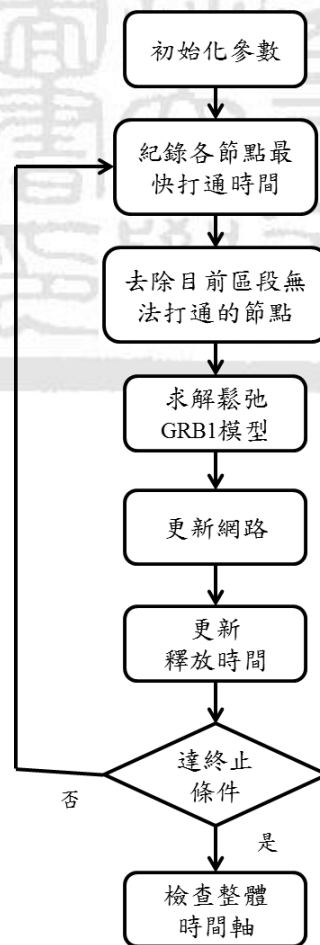 初始化參數
紀錄各節點最
快打通時間
去除目前區段無
法打通的節點
求解鬆弛
GRB1模型
更新網路
更新
釋放時間
達終止
條件
否
是
檢查整體
時間軸